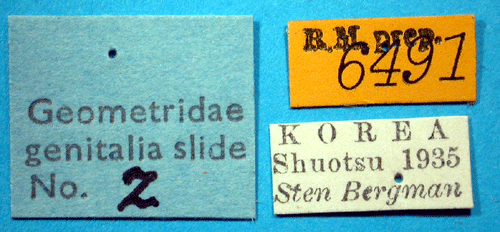 Geometridae
genitalia slide
No. 2
R.M. prep.
6491
KOREA
Shuotsu 1935
Sten Bergman